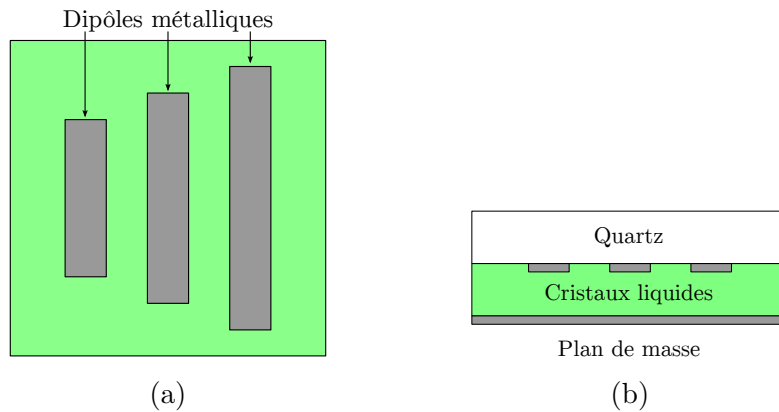 Dipôles métalliques
Quartz
Cristaux liquides
Plan de masse
(a)
(b)